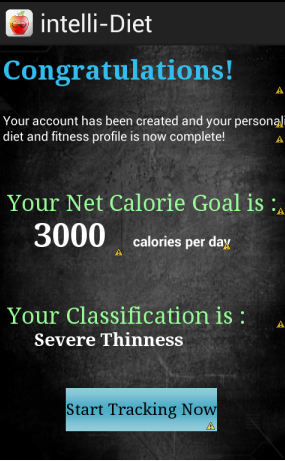 intelli-Diet
Congratulations!
Your account has been created and your personali
diet and fitness profile is now complete!
Your Net Calorie Goal is :
3000 calories per day
Your Classification is :
Severe Thinness
Start Tracking Now